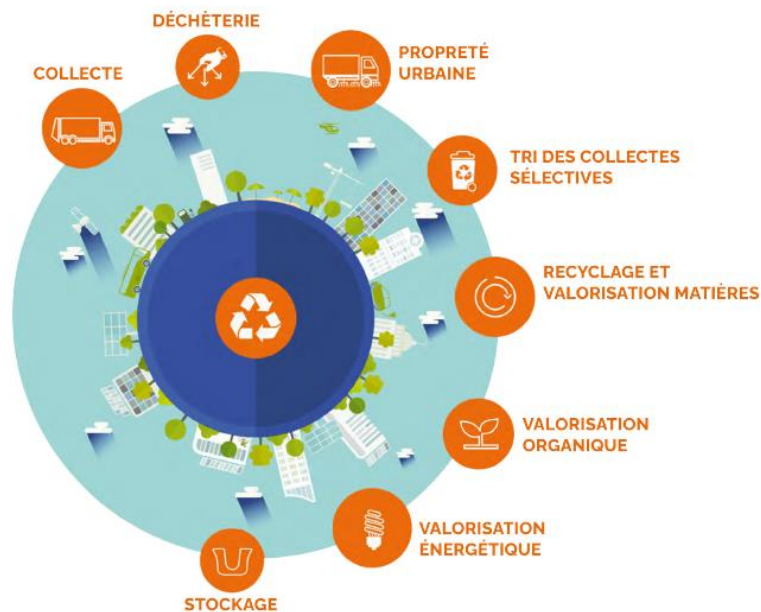 DÉCHÈTERIE
COLLECTE
PROPRETÉ
URBAINE
TRI DES COLLECTES
SÉLECTIVES
RECYCLAGE ET
VALORISATION MATIÈRES
VALORISATION
ORGANIQUE
VALORISATION
ÉNERGÉTIQUE
STOCKAGE